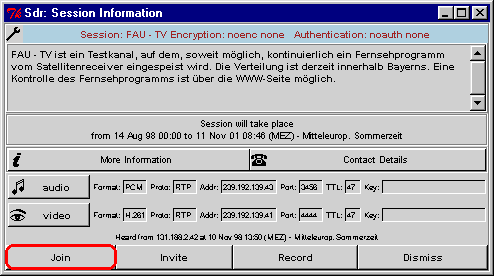 Sdr: Session Information
Session: FAU - TV Encryption: noenc none Authentication: noauth none
FAU - TV ist ein Testkanal, auf dem, soweit möglich, kontinuierlich ein Fernsehprogramm
vom Satellitenreceiver eingespeist wird. Die Verteilung ist derzeit innerhalb Bayerns. Eine
Kontrolle des Fernsehprogramms ist über die WWW-Seite möglich.
Session will take place
from 14 Aug 98 00:00 to 11 Nov 01 08:46 (MEZ) - Mitteleurop. Sommerzeit
More Information Contact Details
audio Format: PCM Proto: RTP Addr: 239.192.139.43 Port: 3456 TTL: 47 Key:
video Format: H.261 Proto: RTP Addr: 239.192.139.41 Port: 4444 TTL: 47 Key:
Heard from 131.188.2.42 at 10 Nov 98 13:50 (MEZ) - Mitteleurop. Sommerzeit
Join Invite Record Dismiss